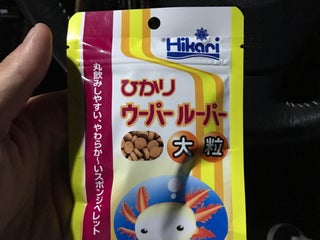 Hikari
ひかり
ウーパールーパー
大粒
丸飲みしやすい、やわらか〜いスポンジペレット